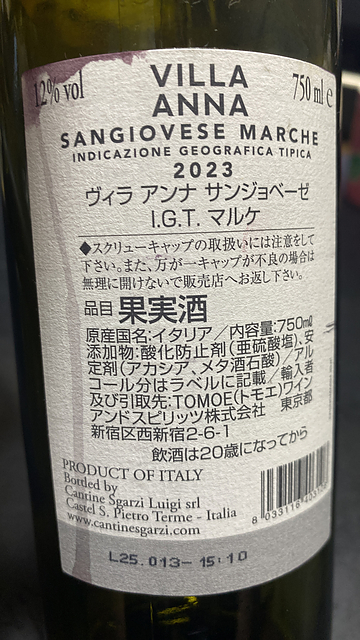 12% vol
VILLA
ANNA
750 ml e
SANGIOVESE MARCHE
INDICAZIONE GEOGRAFICA TIPICA
2023
ヴィラ アンナ サンジョベーゼ
I.G.T. マルケ
◆スクリューキャップの取扱いには注意をして
下さい。また、万が一キャップが不良の場合は
無理に開けないで販売店へお返し下さい。
品目 果実酒
原産国名:イタリア/内容量:750mℓ
添加物:酸化防止剤(亜硫酸塩)、安
定剤(アカシア、メタ酒石酸)/アル
コール分はラベルに記載/輸入者
及び引取先:TOMOE(トモエ)ワイン
アンドスピリッツ株式会社 東京都
新宿区西新宿2-6-1
飲酒は20歳になってから
PRODUCT OF ITALY
Bottled by
Cantine Sgarzi Luigi srl
Castel S. Pietro Terme - Italia
www.cantinesgarzi.com
L25.013- 15:10